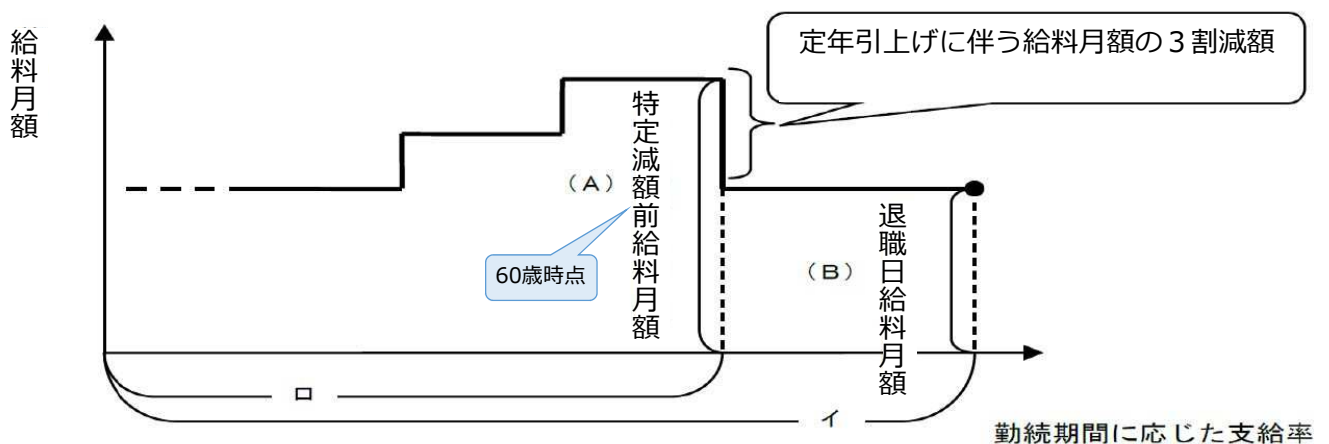 給料月額
定年引上げに伴う給料月額の3割減額
特定減額前給料月額
(A)
60歳時点
退職日給料月額
(B)
ロ
イ
勤続期間に応じた支給率